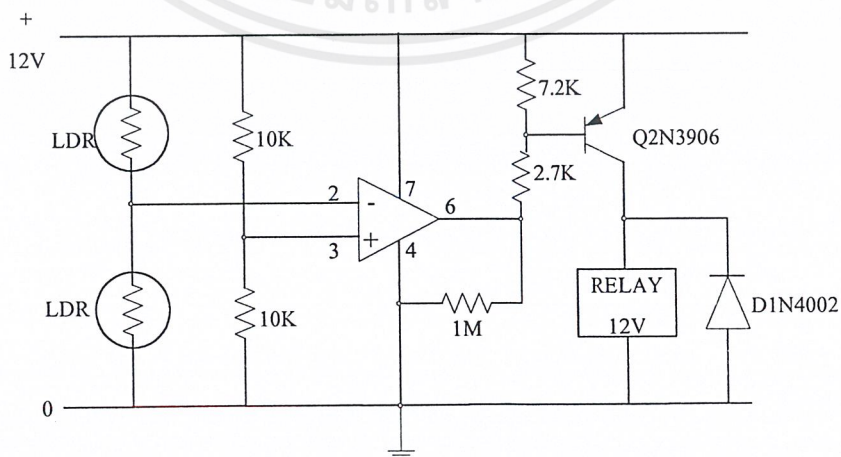 +
12V
LDR
10K
7.2K
Q2N3906
2.7K
2
-
7
6
3
+
4
LDR
10K
1M
RELAY
12V
D1N4002
0